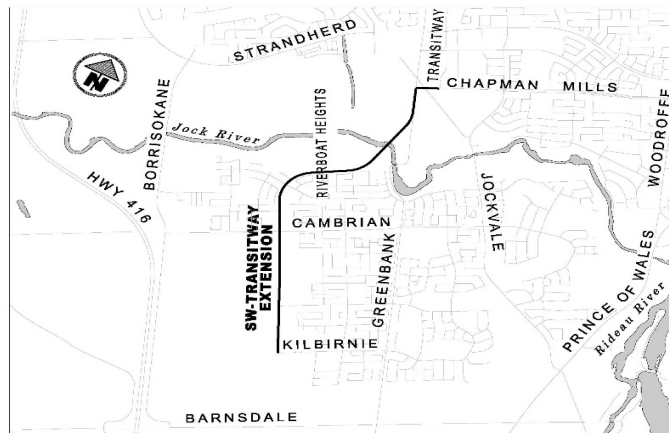 STRANDHERD
TRANSITWAY
CHAPMAN MILLS
N
BORRISOKANE
RIVERBOAT HEIGHTS
WOODROFFE
Jock River
HWY 416
JOCKVALE
SW-TRANSITWAY
EXTENSION
CAMBRIAN
GREENBANK
PRINCE OF WALES
Rideau River
KILBIRNIE
BARNSDALE